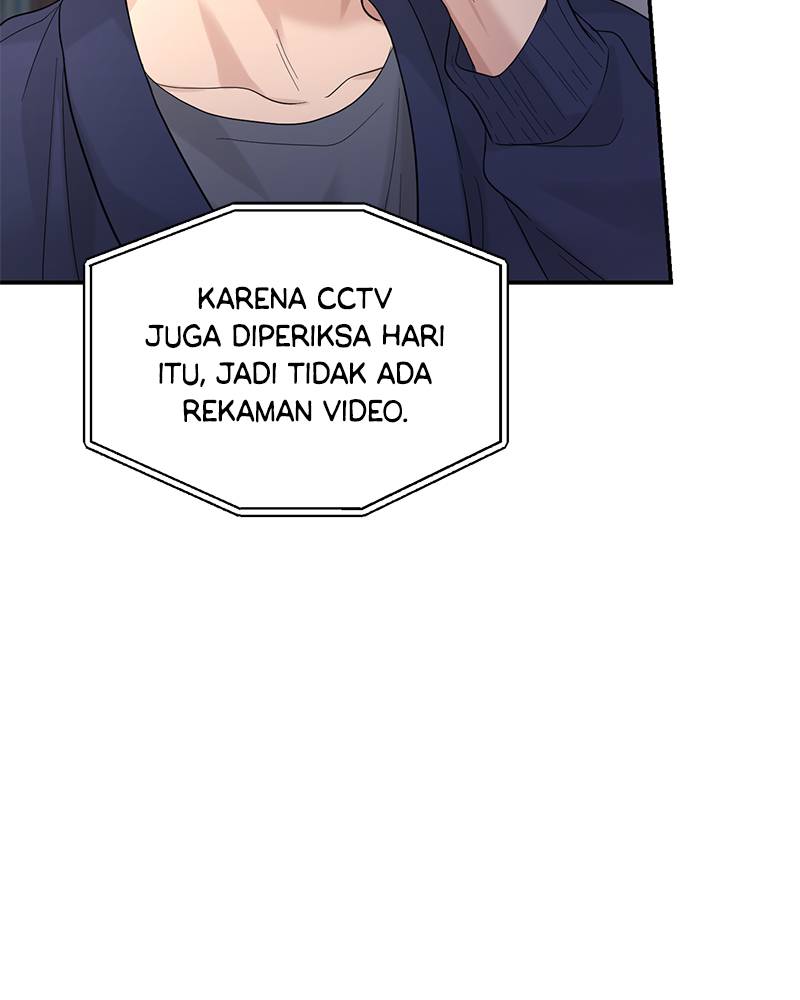 KARENA CCTV
JUGA DIPERIKSA HARI
ITU, JADI TIDAK ADA
REKAMAN VIDEO.